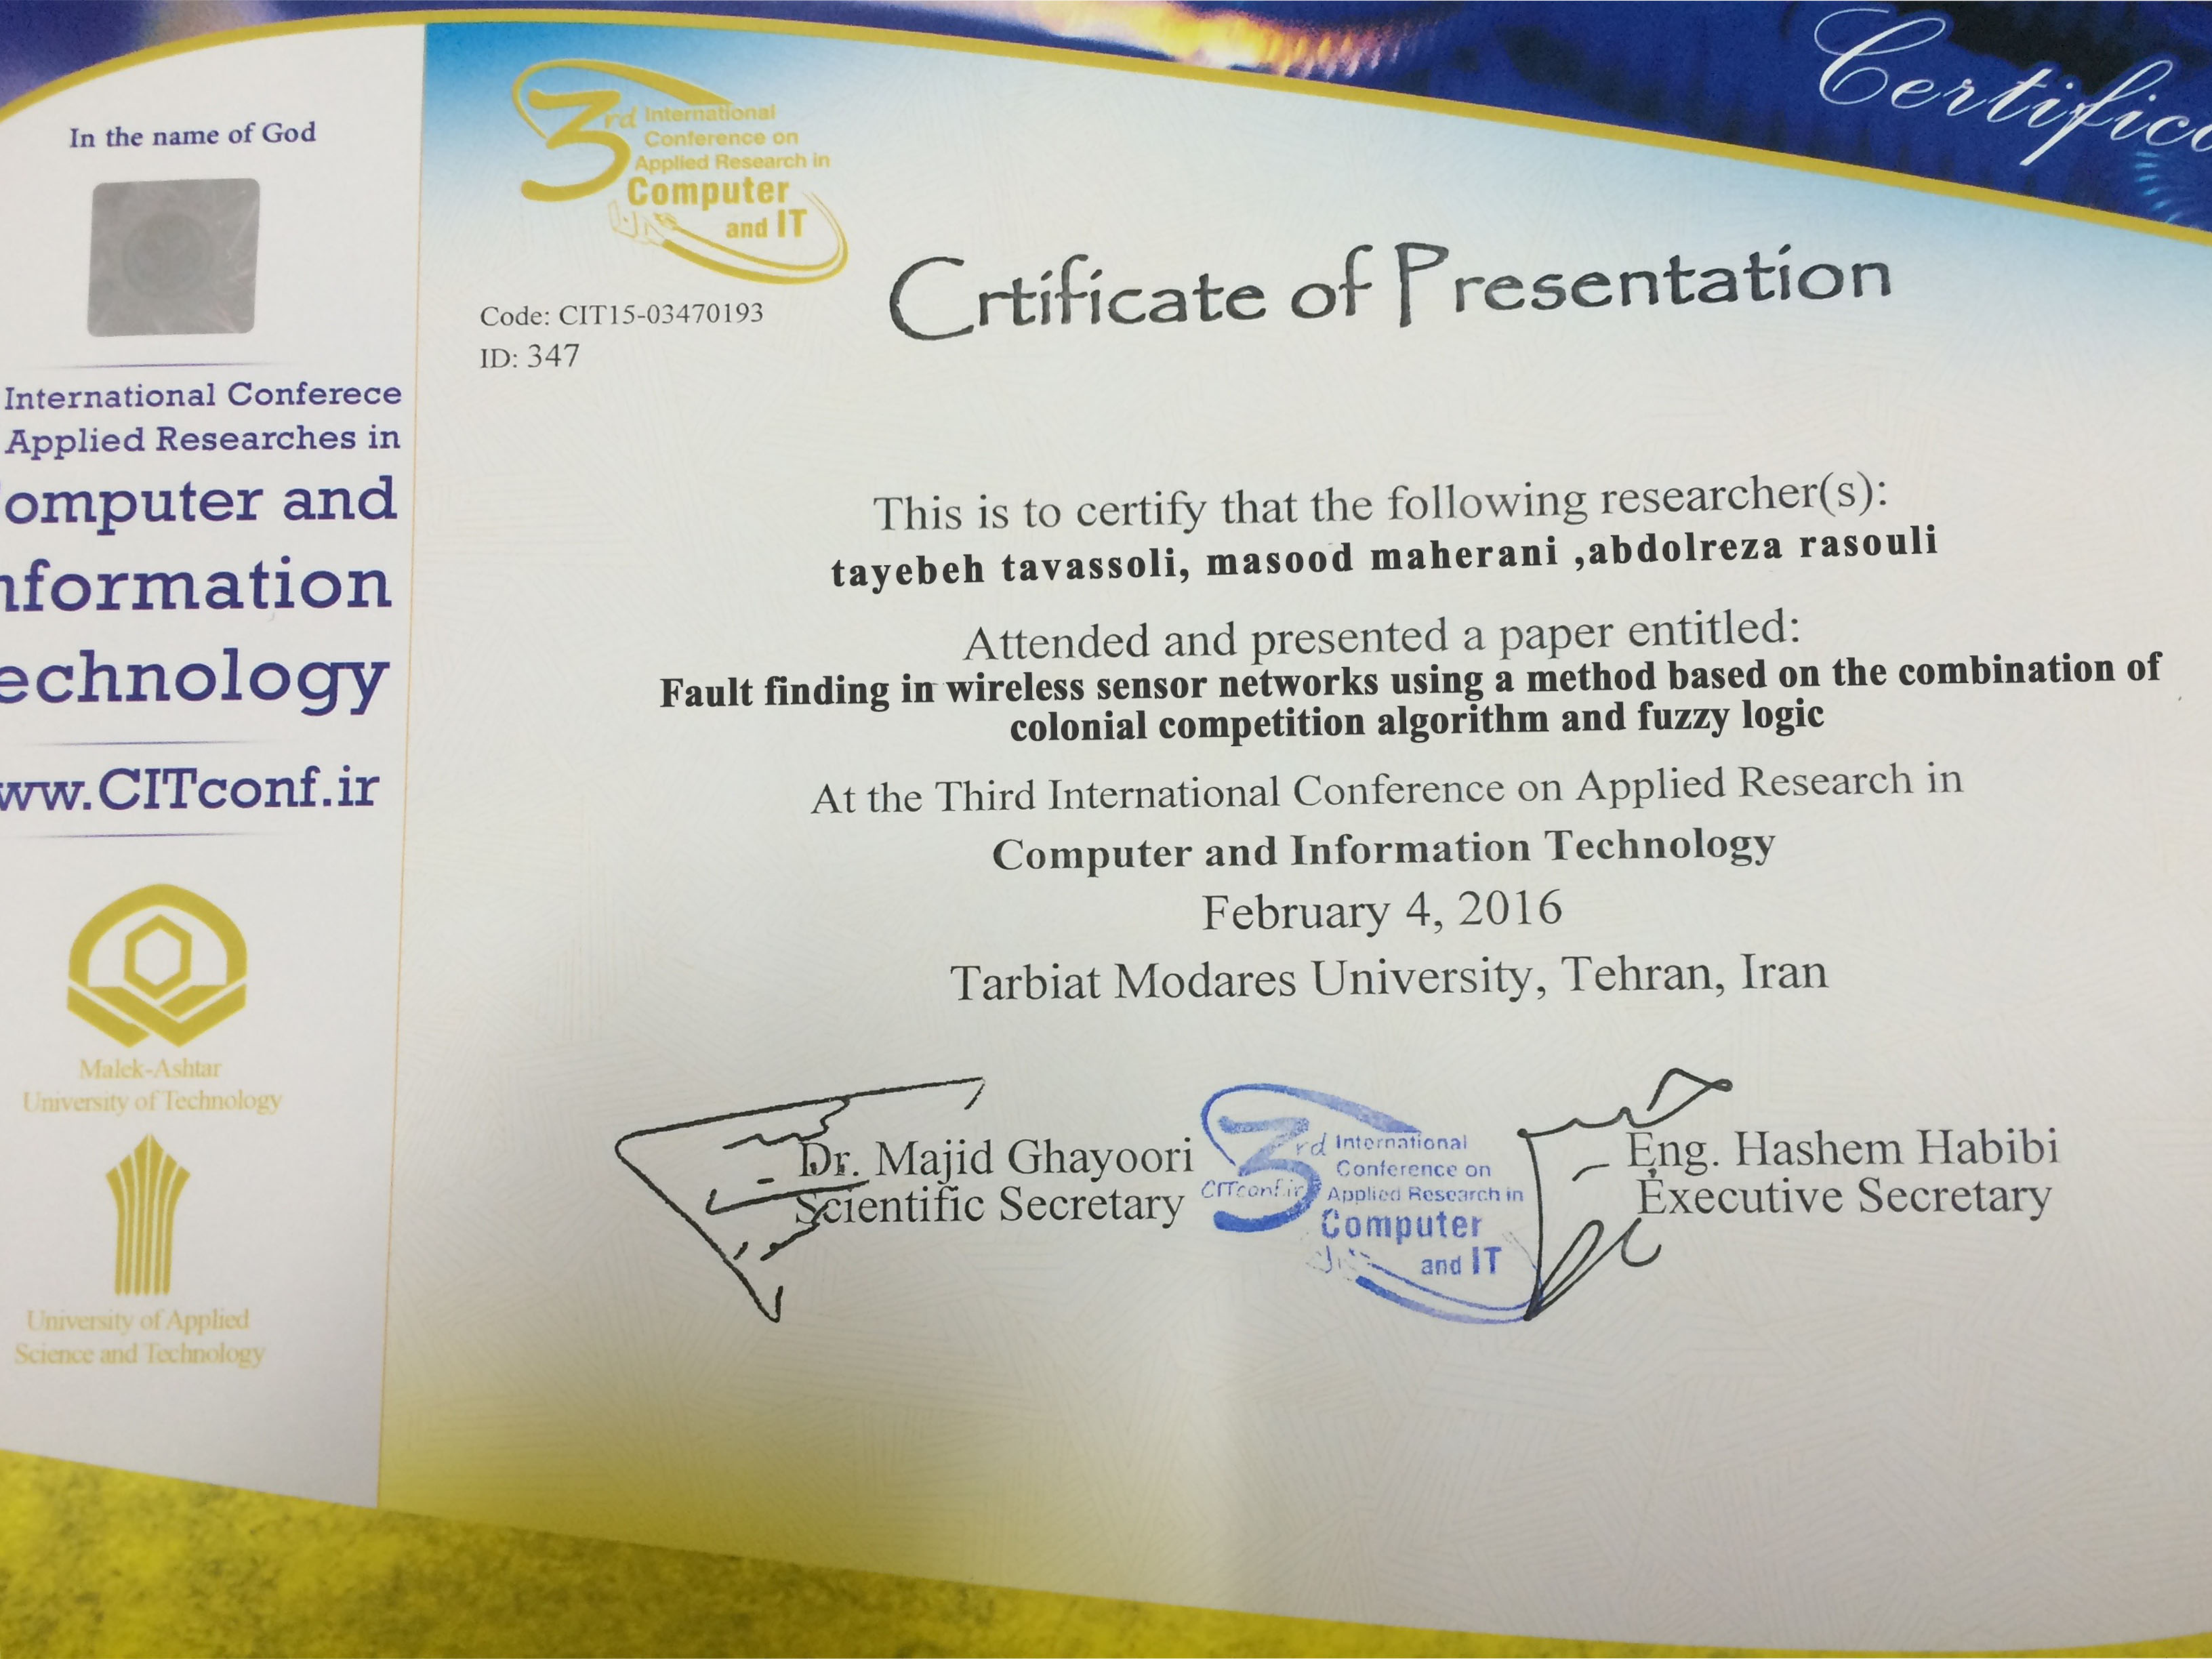 In the name of God
International Conferece
Applied Researches in
omputer and
nformation
echnology
ww.CITconf.ir
Malek-Ashtar
University of Technology
University of Applied
Science and Technology
3rd International
Conference on
Applied Research in
Computer
and IT
Certifica
Code: CIT15-03470193
ID: 347
Crtificate of Presentation
This is to certify that the following researcher(s):
tayebeh tavassoli, masood maherani ,abdolreza rasouli
Attended and presented a paper entitled:
Fault finding in wireless sensor networks using a method based on the combination of
colonial competition algorithm and fuzzy logic
At the Third International Conference on Applied Research in
Computer and Information Technology
February 4, 2016
Tarbiat Modares University, Tehran, Iran
Dr. Majid Ghayoori
Scientific Secretary
3rd International
Conference on
CITconf.ir Applied Research in
Computer
and IT
Eng. Hashem Habibi
Executive Secretary